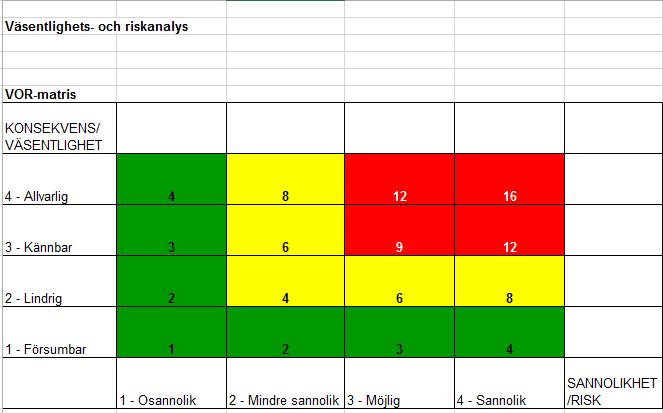 Väsentlighets- och riskanalys
VOR-matris
KONSEKVENS/
VÄSENTLIGHET
4 - Allvarlig 4 8 12 16
3 - Kännbar 3 6 9 12
2 - Lindrig 2 4 6 8
1 - Försumbar 1 2 3 4
1 - Osannolik 2 - Mindre sannolik 3 - Möjlig 4 - Sannolik SANNOLIKHET
/RISK